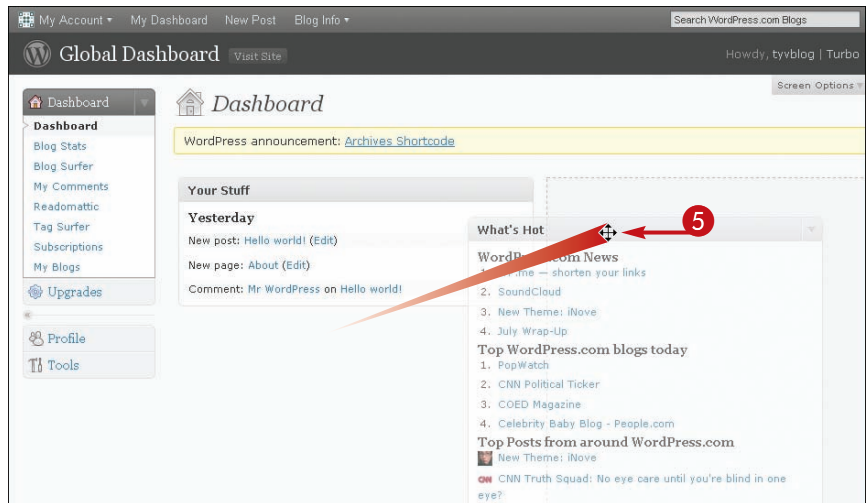 My Account My Dashboard New Post Blog Info
Search WordPress.com Blogs
Global Dashboard Visit Site
Howdy, tyvblog | Turbo
Screen Options
Dashboard
Dashboard
Blog Stats
Blog Surfer
My Comments
Readomattic
Tag Surfer
Subscriptions
My Blogs
Upgrades
Profile
Tools
Dashboard
WordPress announcement: Archives Shortcode
Your Stuff
Yesterday
New post: Hello world! (Edit)
New page: About (Edit)
Comment: Mr WordPress on Hello world!
What's Hot
5
WordPress.com News
1. — shorten your links
2. SoundCloud
3. New Theme: iNove
4. July Wrap-Up
Top WordPress.com blogs today
1. PopWatch
2. CNN Political Ticker
3. COED Magazine
4. Celebrity Baby Blog - People.com
Top Posts from around WordPress.com
New Theme: iNove
CNN CNN Truth Squad: No eye care until you're blind in one
eye?